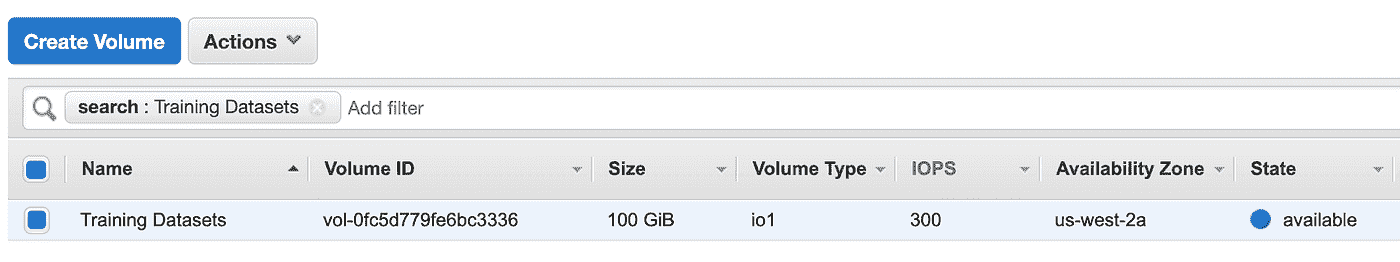 Create Volume Actions
search : Training Datasets Add filter
Name Volume ID Size Volume Type IOPS Availability Zone State
Training Datasets vol-0fc5d779fe6bc3336 100 GiB io1 300 us-west-2a available